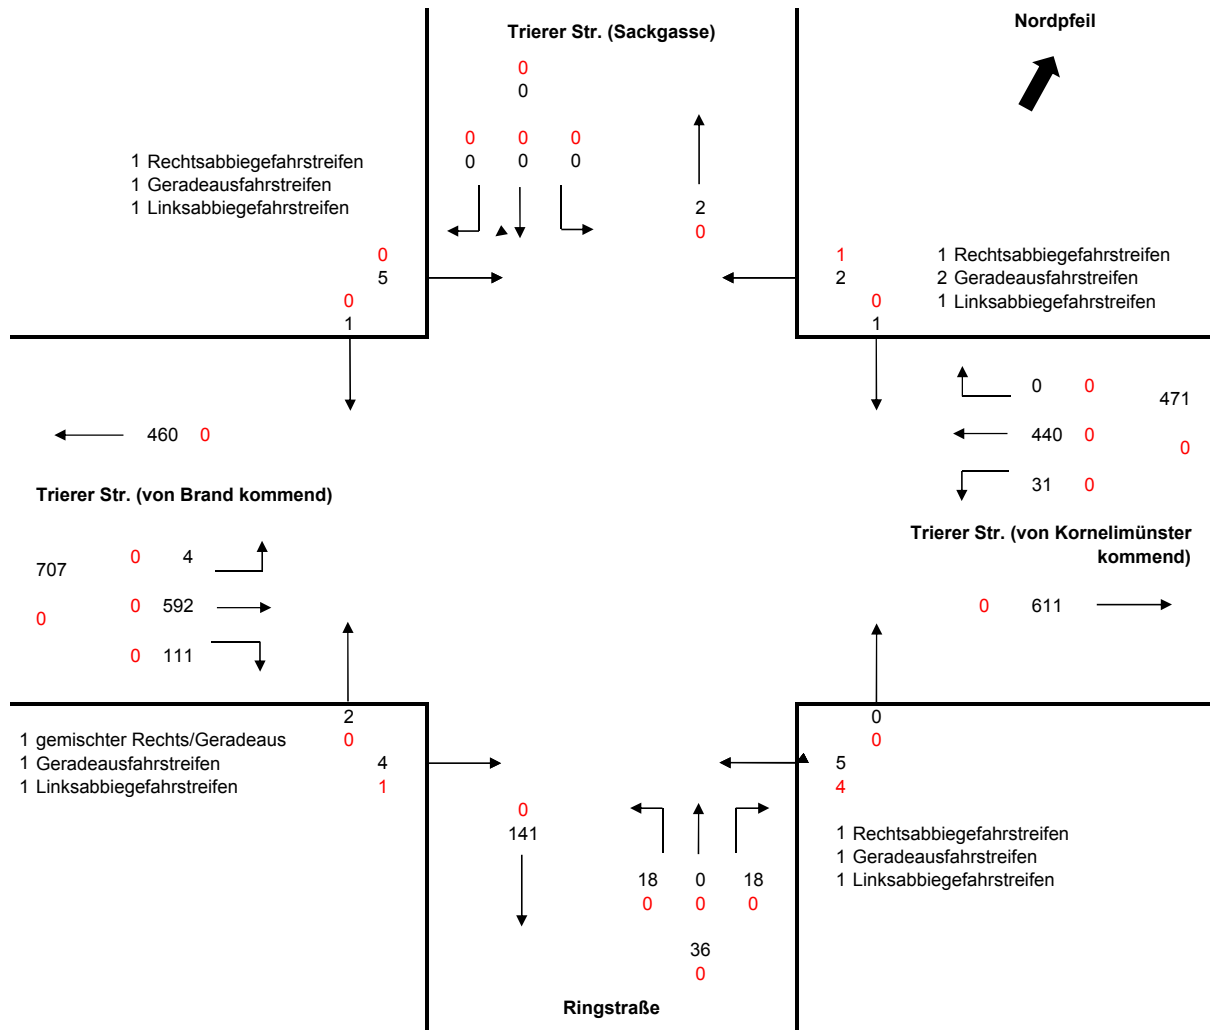 Nordpfeil
Trierer Str. (Sackgasse)
0
0
0 0 0
0 0 0
1 Rechtsabbiegefahrstreifen
1 Geradeausfahrstreifen
1 Linksabbiegefahrstreifen
2
0
0
5
0
1
1
2
0
1
1 Rechtsabbiegefahrstreifen
2 Geradeausfahrstreifen
1 Linksabbiegefahrstreifen
0 0
471
440 0
0
31 0
460 0
Trierer Str. (von Brand kommend)
0 4
707
0 592
0
0 111
Trierer Str. (von Kornelimünster
kommend)
0 611
2
0
4
1
1 gemischter Rechts/Geradeaus
1 Geradeausfahrstreifen
1 Linksabbiegefahrstreifen
0
0
5
4
0
141
1 Rechtsabbiegefahrstreifen
1 Geradeausfahrstreifen
1 Linksabbiegefahrstreifen
18 0 18
0 0 0
36
0
Ringstraße